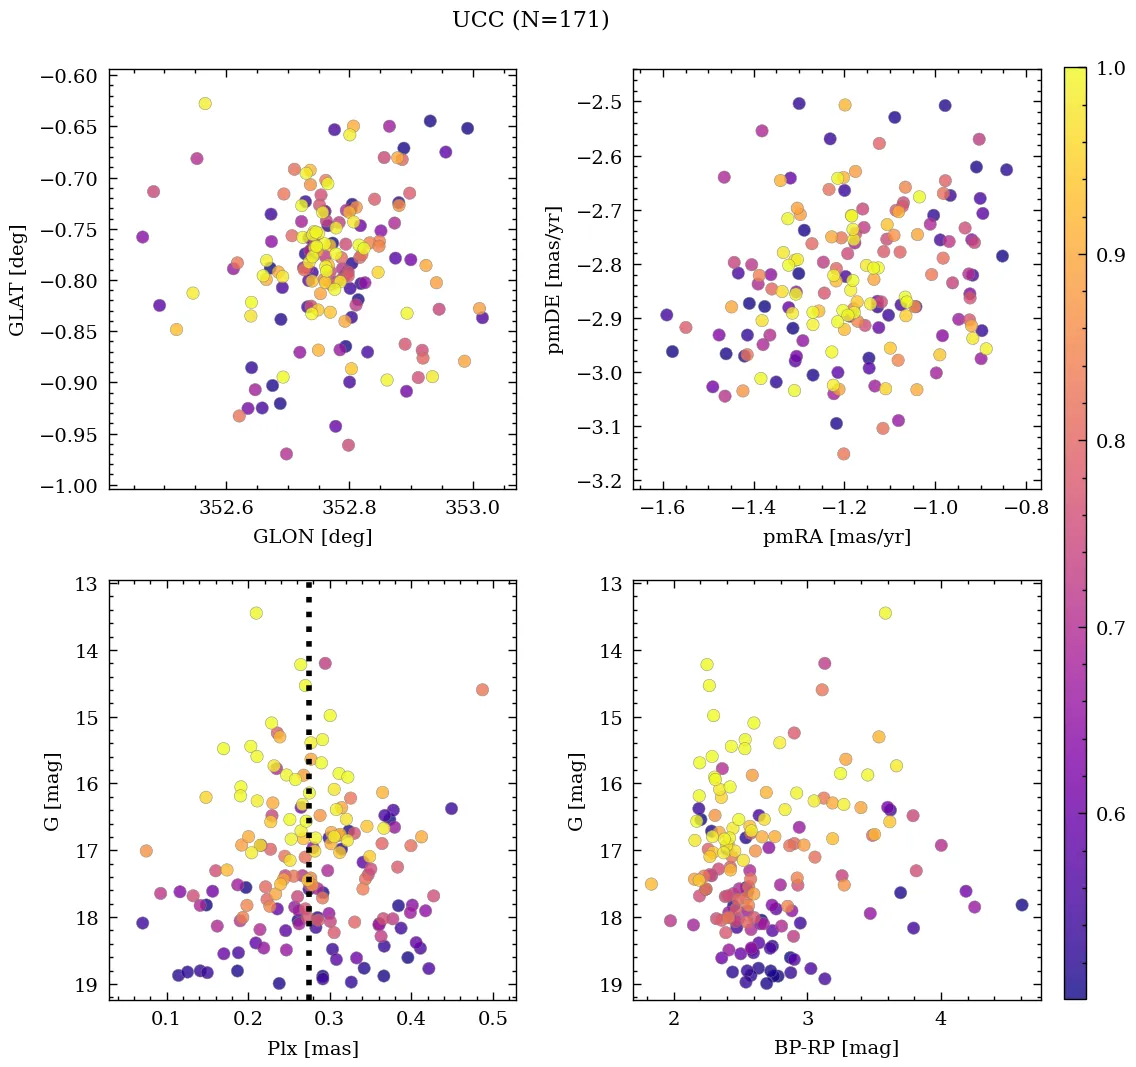 UCC (N=171)
−0.60
−0.65
−0.70
−0.75
−0.80
−0.85
−0.90
−0.95
−1.00
GLAT [deg]
352.6 352.8 353.0
GLON [deg]
−2.5
−2.6
−2.7
−2.8
−2.9
−3.0
−3.1
−3.2
pmDE [mas/yr]
−1.6 −1.4 −1.2 −1.0 −0.8
pmRA [mas/yr]
13
14
15
16
17
18
19
G [mag]
0.1 0.2 0.3 0.4 0.5
Plx [mas]
13
14
15
16
17
18
19
G [mag]
2 3 4
BP-RP [mag]
1.0
0.9
0.8
0.7
0.6